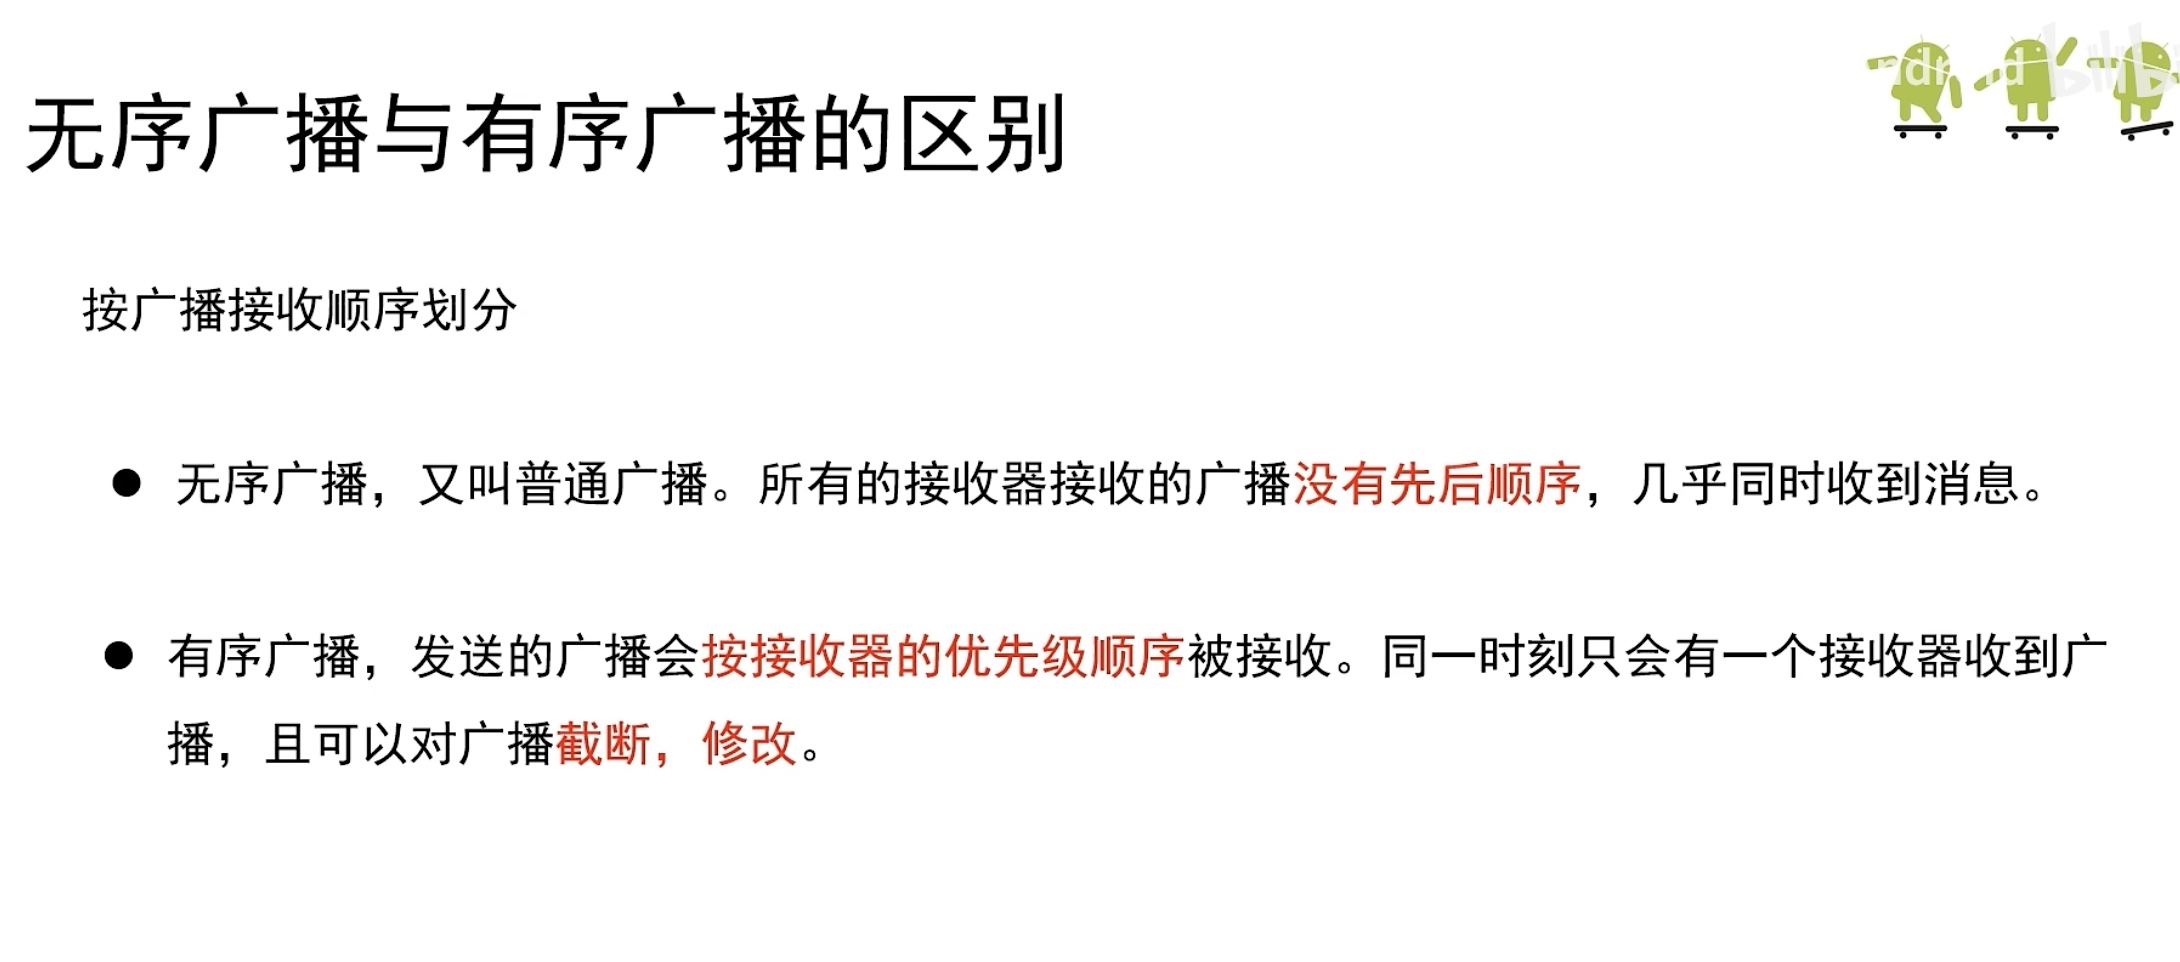 无序广播与有序广播的区别
按广播接收顺序划分
● 无序广播，又叫普通广播。所有的接收器接收的广播没有先后顺序，几乎同时收到消息。
● 有序广播，发送的广播会按接收器的优先级顺序被接收。同一时刻只会有一个接收器收到广
播，且可以对广播截断，修改。